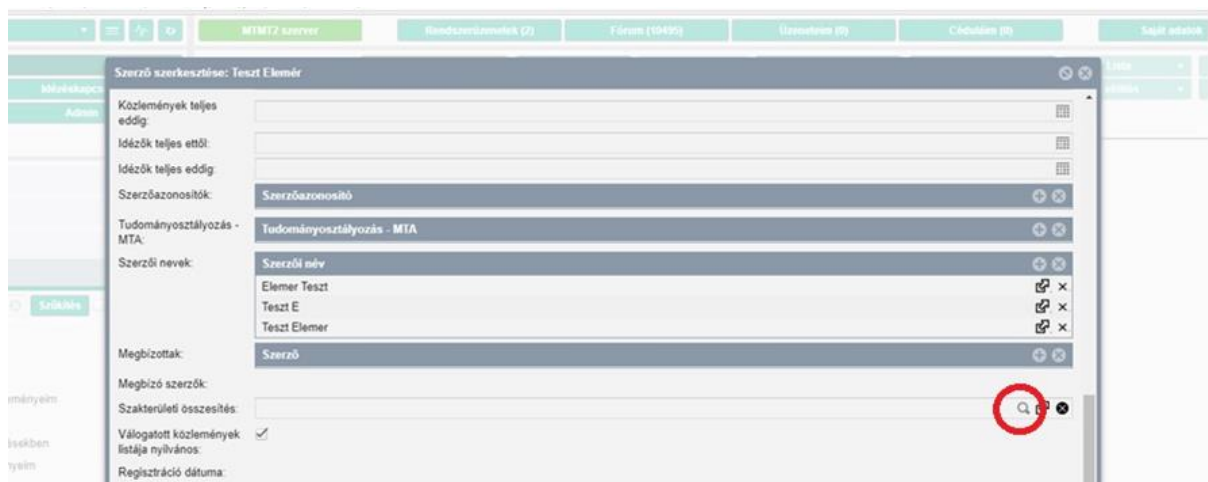 MTMT2 szerver
Rendszerüzenetek (2)
Fórum (10495)
Üzeneteim (0)
Céduláim (0)
Saját adatok
Lista
Admin
Szűkítés
Szerző szerkesztése: Teszt Elemér
Közlemények teljes
eddig:
Idézők teljes ettől:
Idézők teljes eddig:
Szerzőazonosítók:
Szerzőazonosító
Tudományosztályozás -
MTA:
Tudományosztályozás - MTA
Szerzői nevek:
Szerzői név
Elemer Teszt
Teszt E
Teszt Elemer
Megbízottak:
Szerző
Megbízó szerzők:
Szakterületi összesítés:
Válogatott közlemények
listája nyilvános:
Regisztráció dátuma: